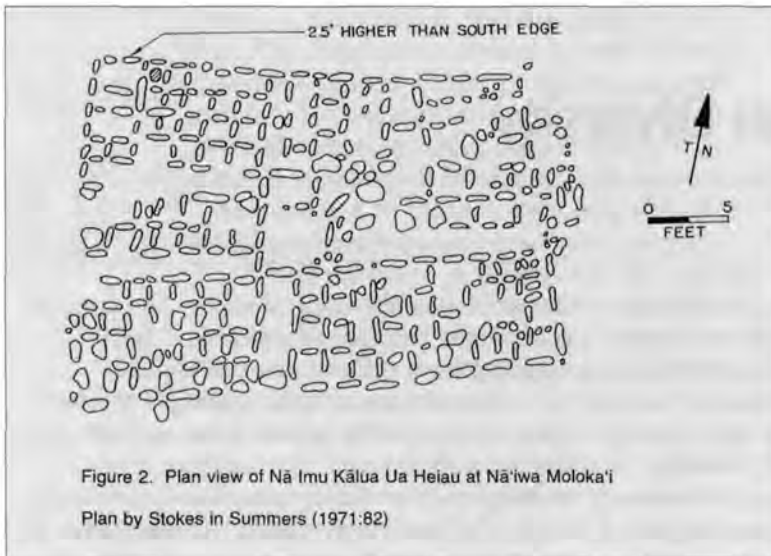 2.5' HIGHER THAN SOUTH EDGE
T N
0 5
FEET
Figure 2. Plan view of Nā Imu Kālua Ua Heiau at Nā‘iwa Moloka‘i
Plan by Stokes in Summers (1971:82)